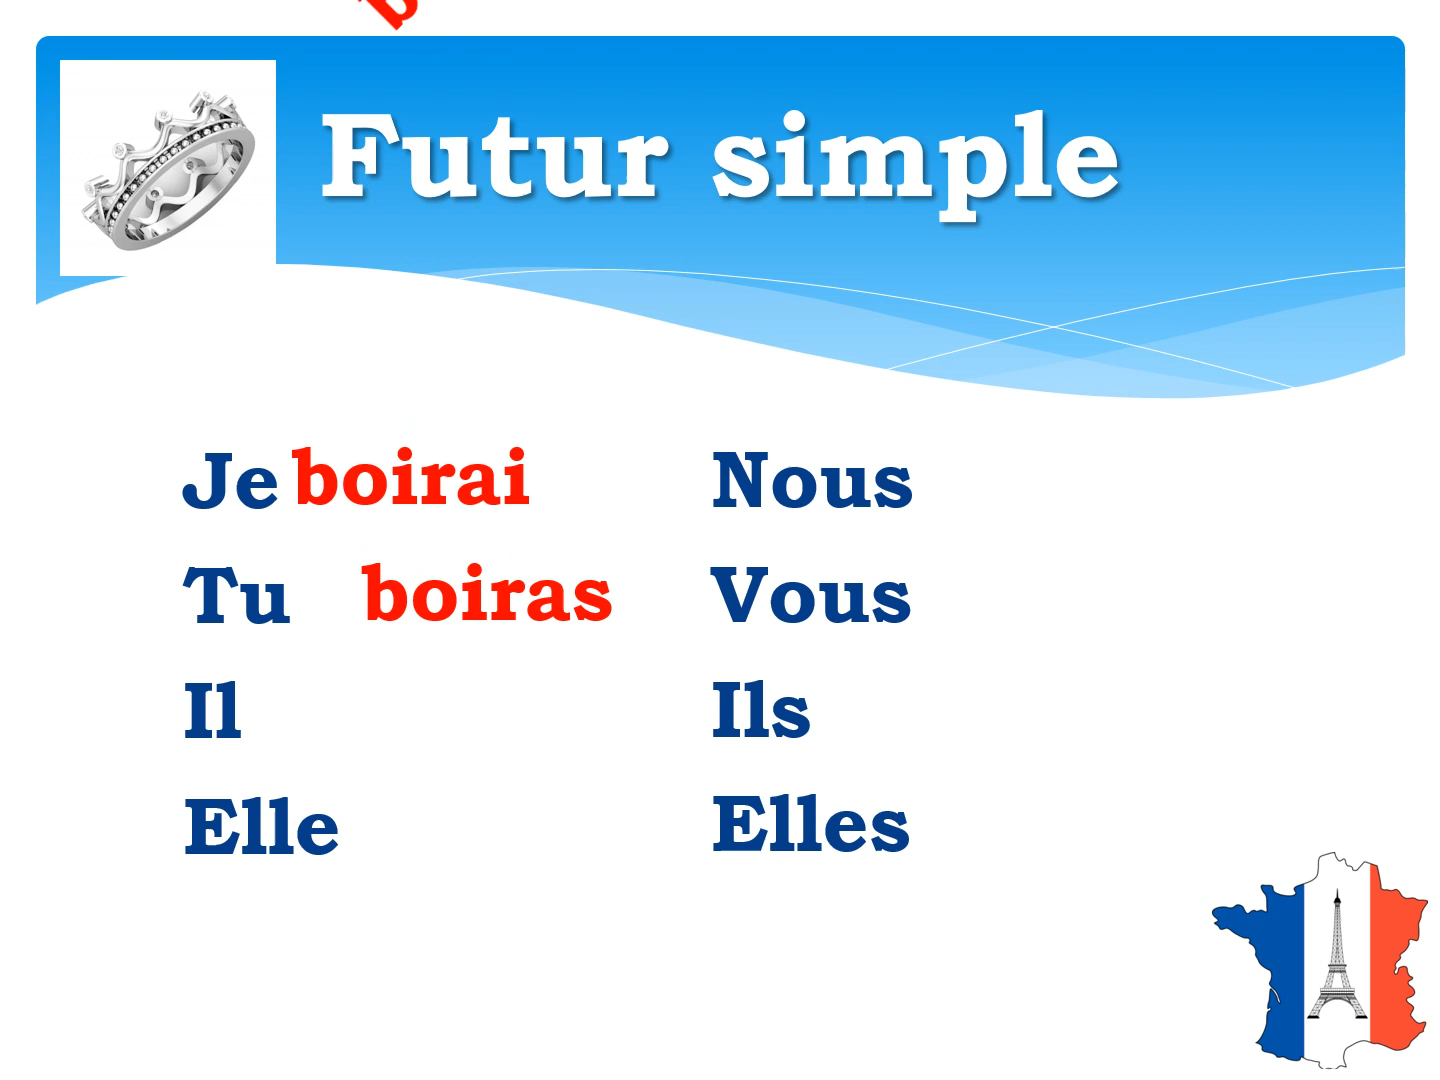 Futur simple
Je boirai
Tu boiras
Il
Elle
Nous
Vous
Ils
Elles